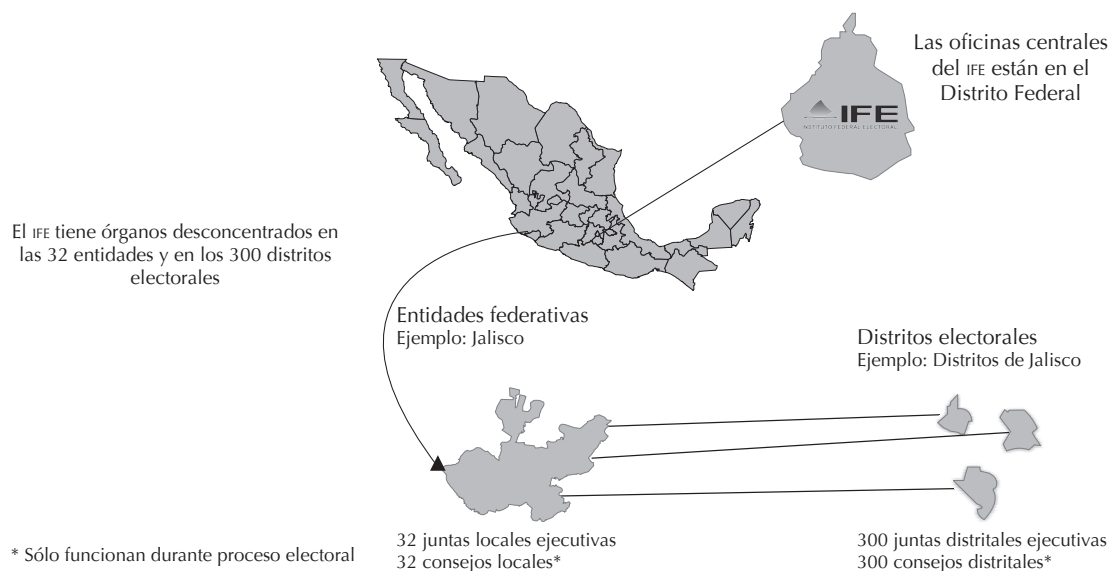 Las oficinas centrales
del IFE están en el
Distrito Federal
IFE
INSTITUTO FEDERAL ELECTORAL
El IFE tiene órganos desconcentrados en
las 32 entidades y en los 300 distritos
electorales
Entidades federativas
Ejemplo: Jalisco
Distritos electorales
Ejemplo: Distritos de Jalisco
32 juntas locales ejecutivas
32 consejos locales*
300 juntas distritales ejecutivas
300 consejos distritales*
* Sólo funcionan durante proceso electoral